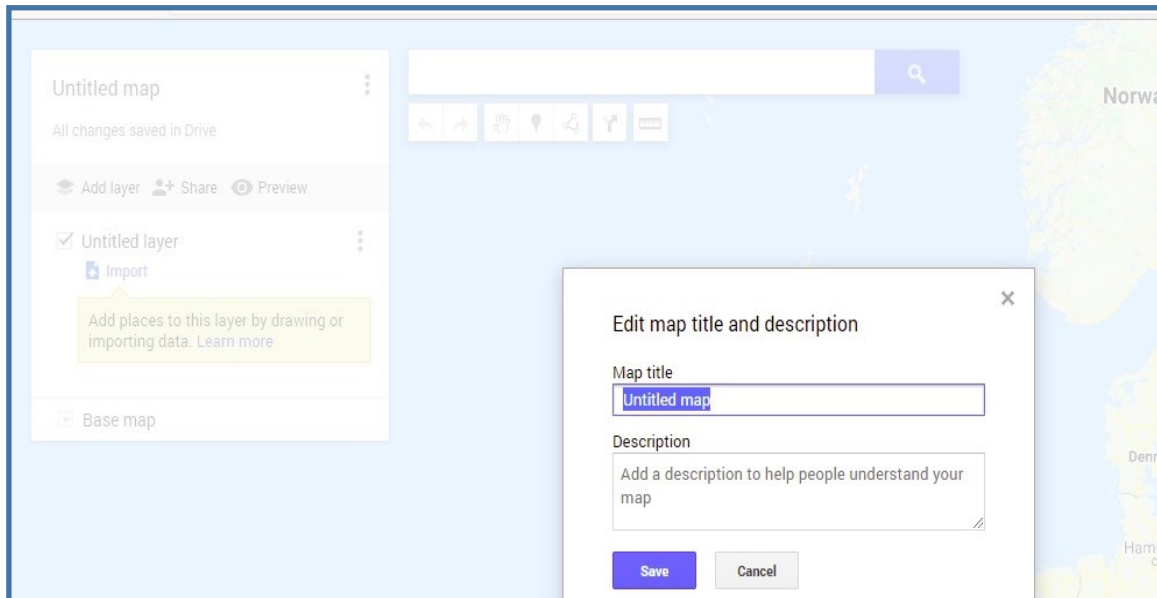 Untitled map
All changes saved in Drive
Add layer Share Preview
Untitled layer
Import
Add places to this layer by drawing or
importing data. Learn more
Base map
Norwa
Edit map title and description
Map title
Untitled map
Description
Add a description to help people understand your
map
Save Cancel
Denr
Ham